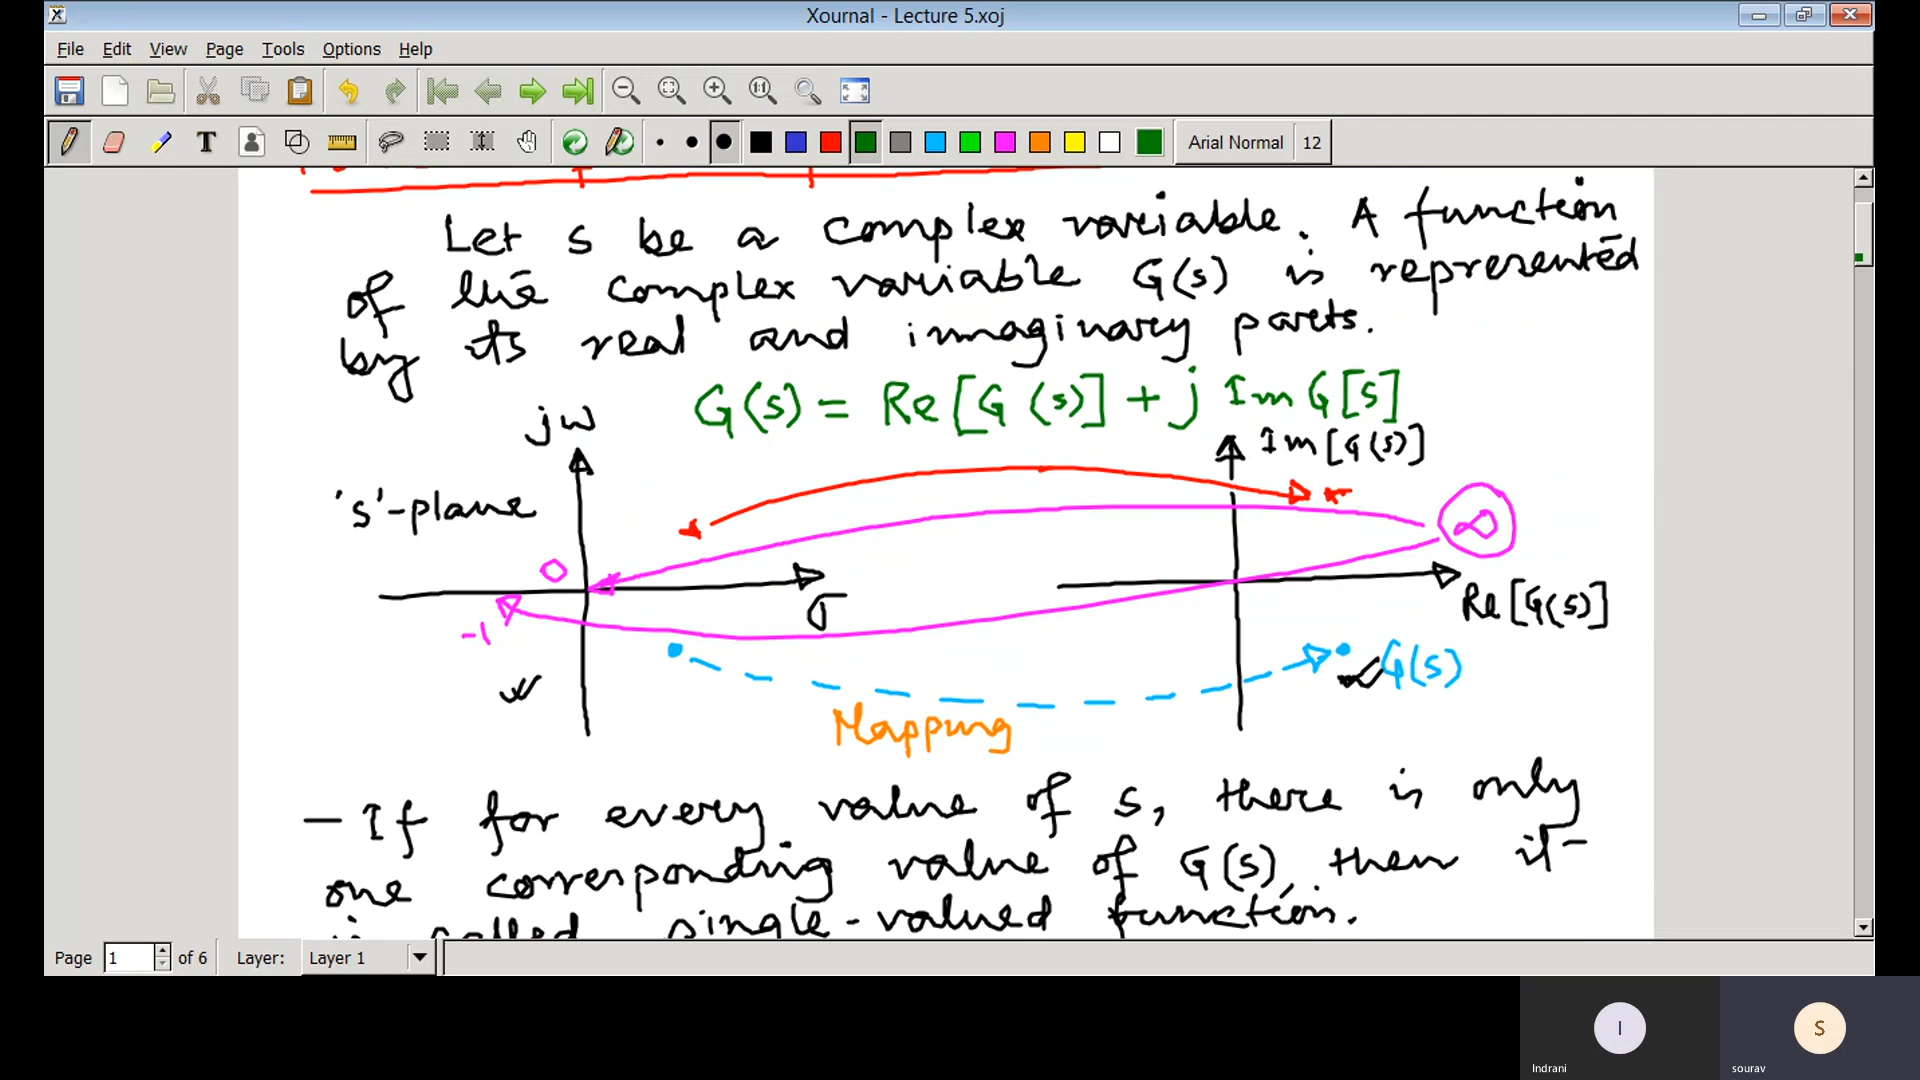 Xournal - Lecture 5.xoj
File Edit View Page Tools Options Help
Arial Normal 12
Let s be a complex variable. A function
of the complex variable G(s) is represented
by its real and imaginary parts.
G(s) = Re[G(s)] + j Im G[s]
jω
Im[G(s)]
's'-plane
∞
0
σ
Re[G(s)]
-1
G(s)
Mapping
- If for every value of s, there is only
one corresponding value of G(s), then it
is called single-valued function.
Page 1 of 6 Layer: Layer 1
I
S
Indrani
sourav